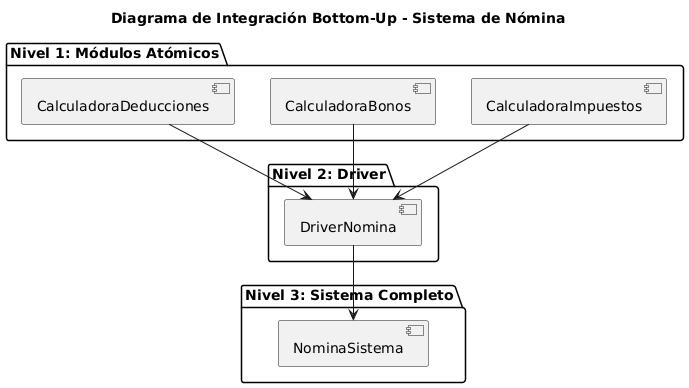 Diagrama de Integración Bottom-Up - Sistema de Nómina
Nivel 1: Módulos Atómicos
CalculadoraDeducciones
CalculadoraBonos
CalculadoraImpuestos
Nivel 2: Driver
DriverNomina
Nivel 3: Sistema Completo
NominaSistema